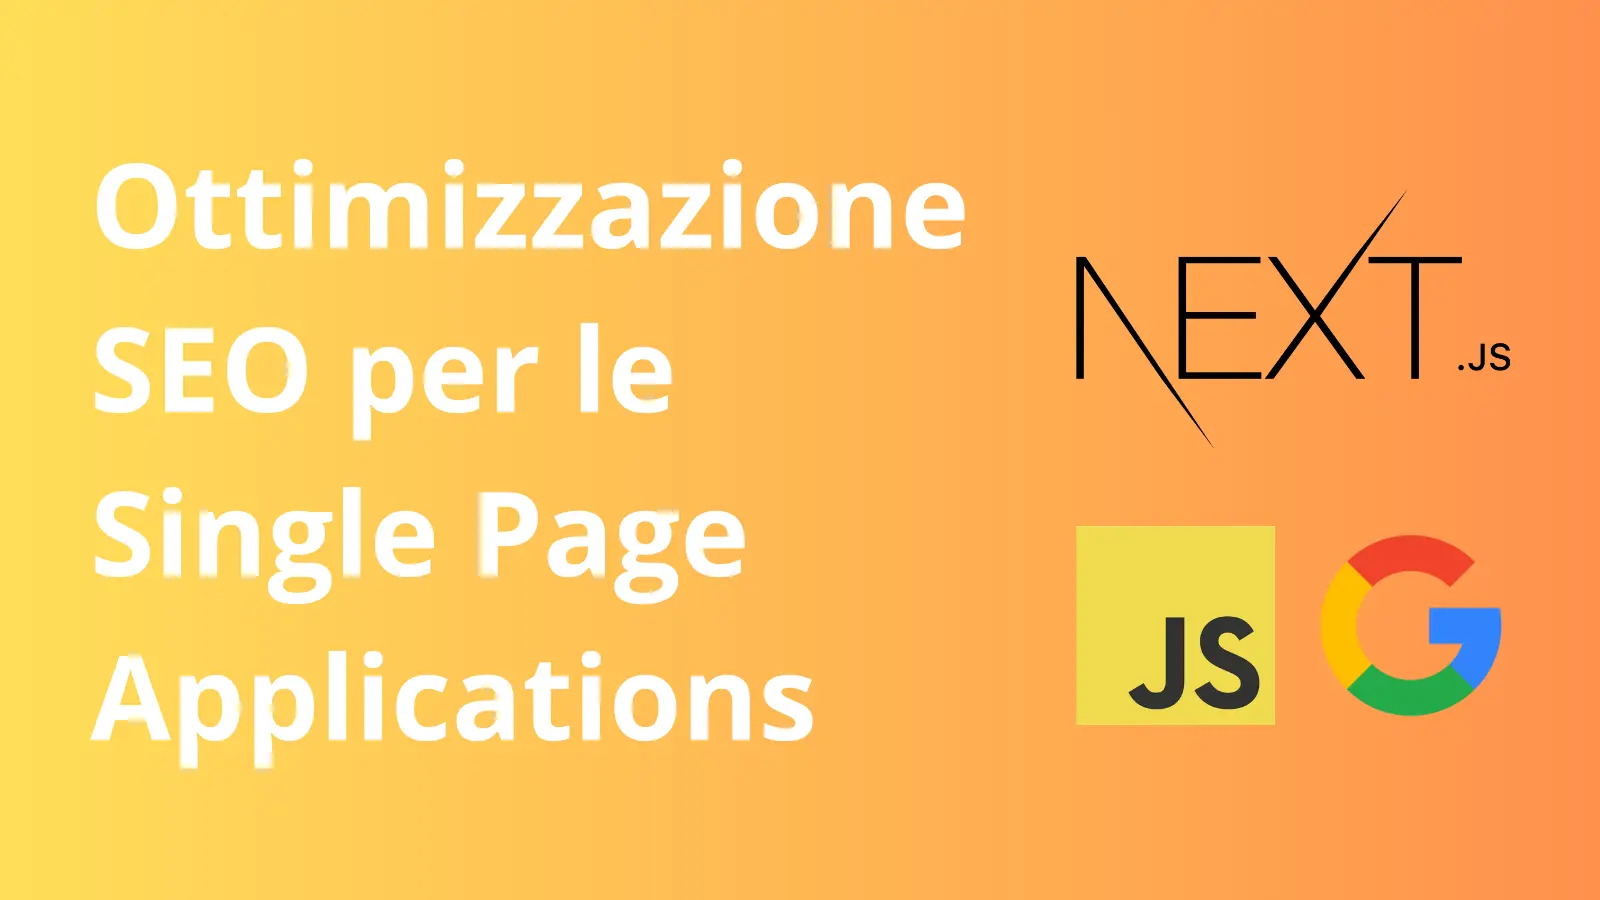 Ottimizzazione
SEO per le
Single Page
Applications
NEXT.JS
JS
G